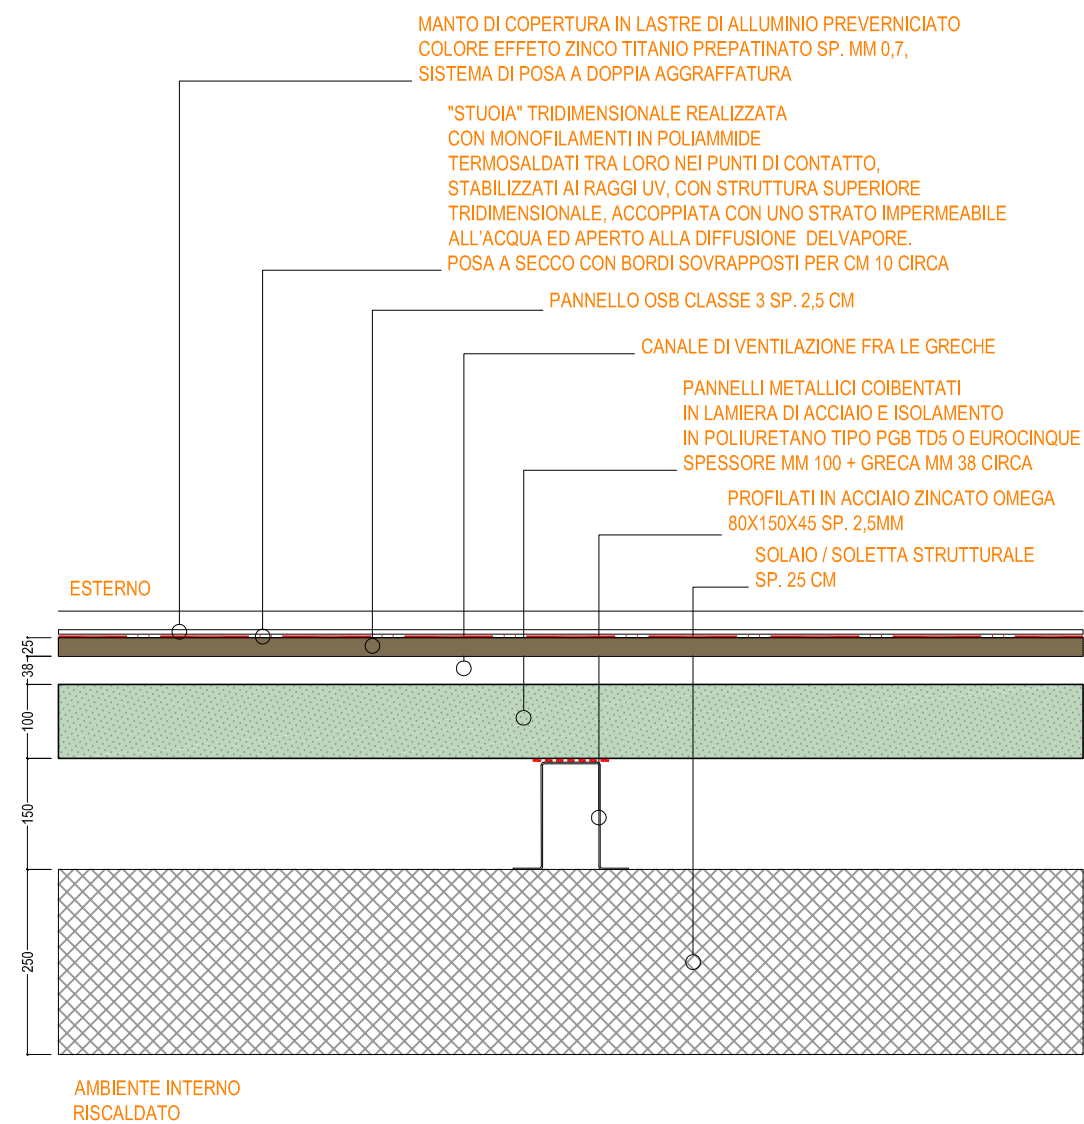 MANTO DI COPERTURA IN LASTRE DI ALLUMINIO PREVERNICIATO
COLORE EFFETO ZINCO TITANIO PREPATINATO SP. MM 0,7,
SISTEMA DI POSA A DOPPIA AGGRAFFATURA
"STUOIA" TRIDIMENSIONALE REALIZZATA
CON MONOFILAMENTI IN POLIAMMIDE
TERMOSALDATI TRA LORO NEI PUNTI DI CONTATTO,
STABILIZZATI AI RAGGI UV, CON STRUTTURA SUPERIORE
TRIDIMENSIONALE, ACCOPPIATA CON UNO STRATO IMPERMEABILE
ALL'ACQUA ED APERTO ALLA DIFFUSIONE DELVAPORE.
POSA A SECCO CON BORDI SOVRAPPOSTI PER CM 10 CIRCA
PANNELLO OSB CLASSE 3 SP. 2,5 CM
CANALE DI VENTILAZIONE FRA LE GRECHE
PANNELLI METALLICI COIBENTATI
IN LAMIERA DI ACCIAIO E ISOLAMENTO
IN POLIURETANO TIPO PGB TD5 O EUROCINQUE
SPESSORE MM 100 + GRECA MM 38 CIRCA
PROFILATI IN ACCIAIO ZINCATO OMEGA
80X150X45 SP. 2,5MM
SOLAIO / SOLETTA STRUTTURALE
SP. 25 CM
ESTERNO
25
38
100
150
250
AMBIENTE INTERNO
RISCALDATO